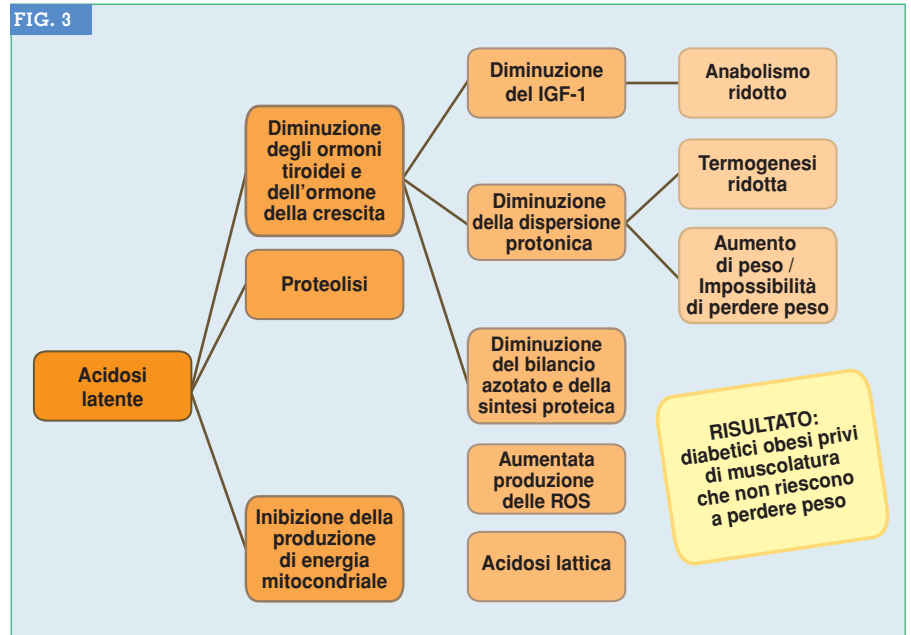 FIG. 3
Acidosi
latente
Diminuzione
degli ormoni
tiroidei e
dell'ormone
della crescita
Proteolisi
Inibizione della
produzione
di energia
mitocondriale
Diminuzione
del IGF-1
Diminuzione
della dispersione
protonica
Diminuzione
del bilancio
azotato e della
sintesi proteica
Aumentata
produzione
delle ROS
Acidosi lattica
Anabolismo
ridotto
Termogenesi
ridotta
Aumento
di peso /
Impossibilità
di perdere peso
RISULTATO:
diabetici obesi privi
di muscolatura
che non riescono
a perdere peso